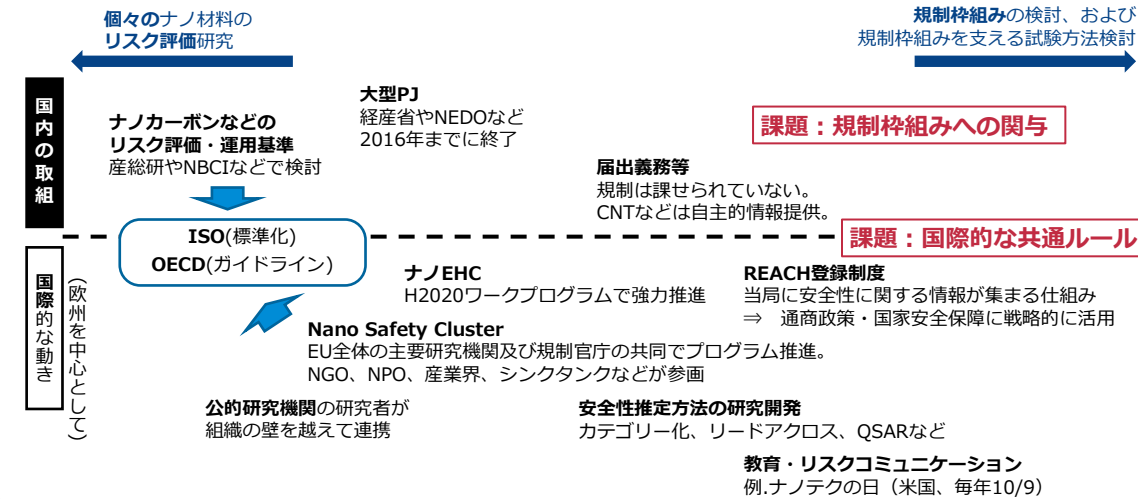 個々のナノ材料の
リスク評価研究
規制枠組みの検討、および
規制枠組みを支える試験方法検討
国内の取組
大型PJ
経産省やNEDOなど
2016年までに終了
ナノカーボンなどの
リスク評価・運用基準
産総研やNBCIなどで検討
課題：規制枠組みへの関与
届出義務等
規制は課せられていない。
CNTなどは自主的情報提供。
ISO(標準化)
OECD(ガイドライン)
課題：国際的な共通ルール
国際的な動き
（欧州を中心として）
ナノEHC
H2020ワークプログラムで強力推進
REACH登録制度
当局に安全性に関する情報が集まる仕組み
⇒　通商政策・国家安全保障に戦略的に活用
Nano Safety Cluster
EU全体の主要研究機関及び規制官庁の共同でプログラム推進。
NGO、NPO、産業界、シンクタンクなどが参画
公的研究機関の研究者が
組織の壁を越えて連携
安全性推定方法の研究開発
カテゴリー化、リードアクロス、QSARなど
教育・リスクコミュニケーション
例.ナノテクの日（米国、毎年10/9）